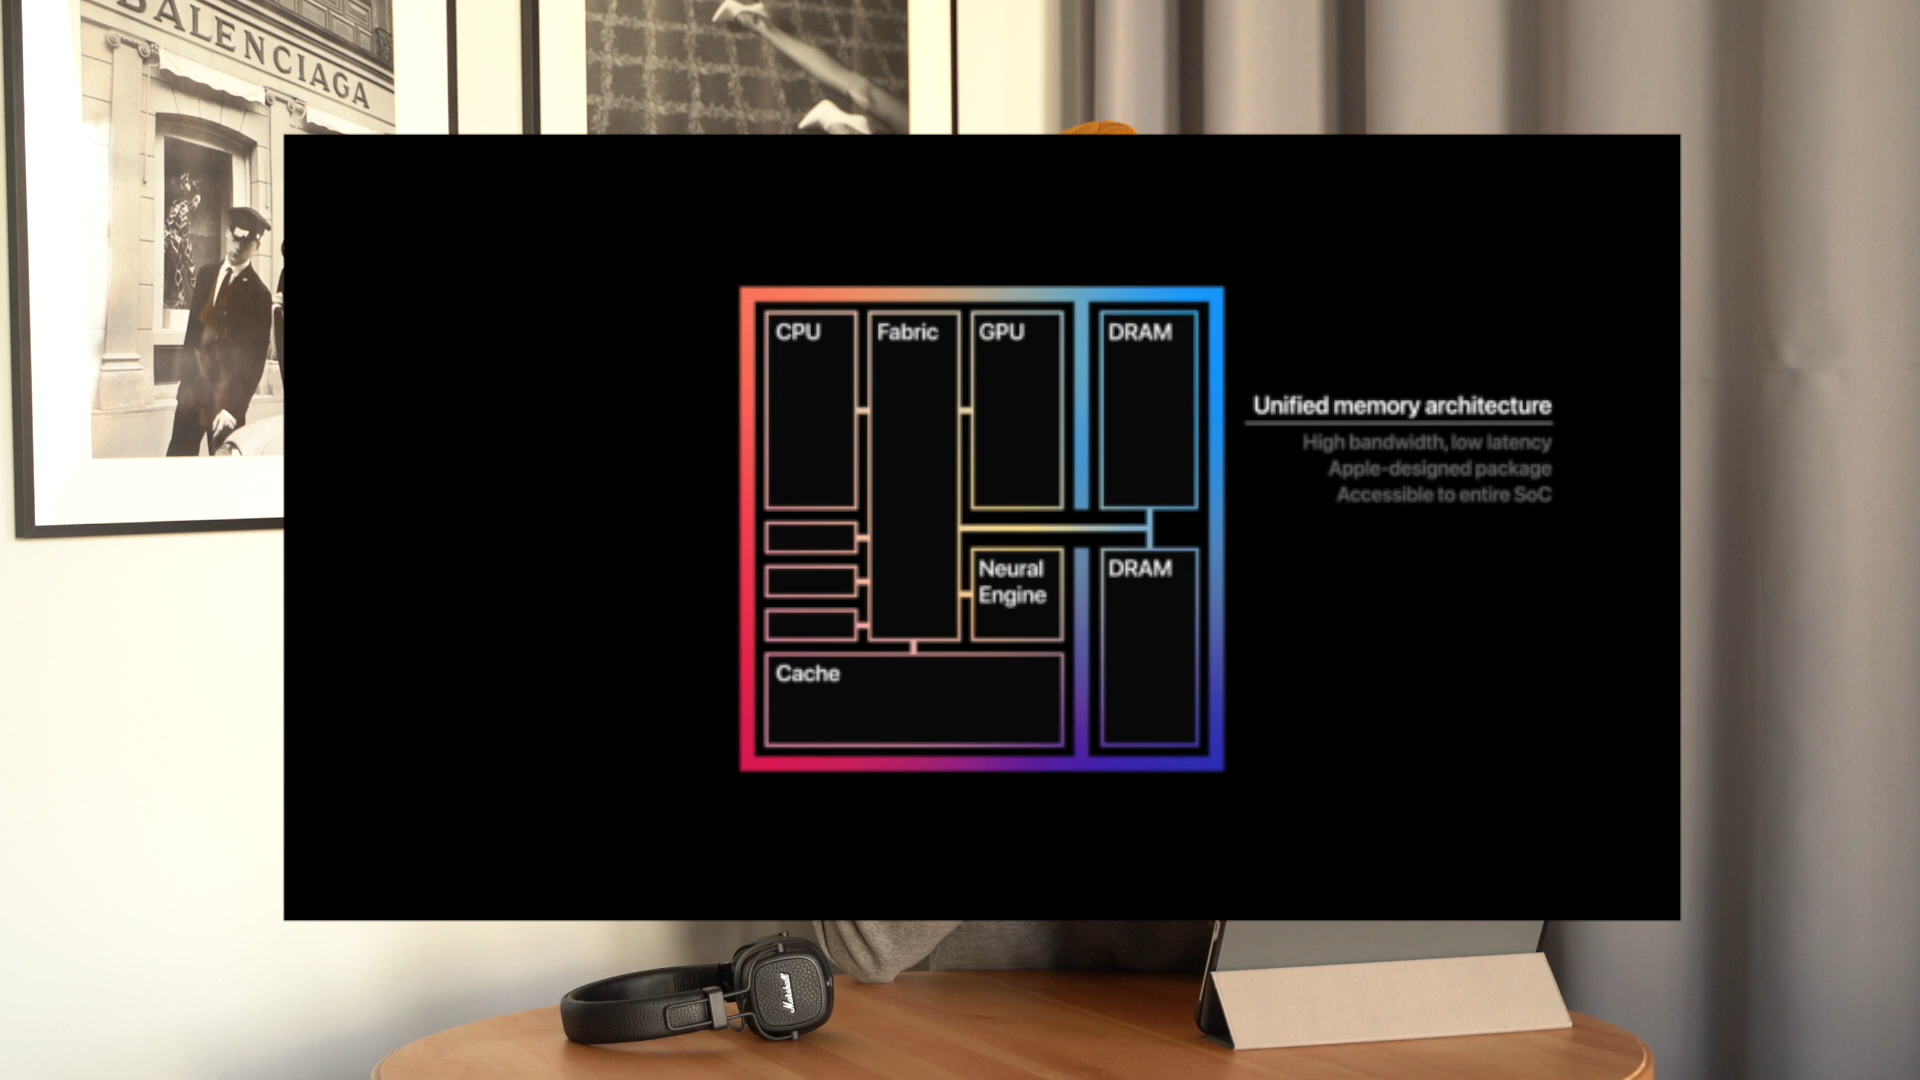 BALENCIAGA
CPU
Fabric
GPU
DRAM
Neural
Engine
DRAM
Cache
Unified memory architecture
High bandwidth, low latency
Apple-designed package
Accessible to entire SoC
Marshall